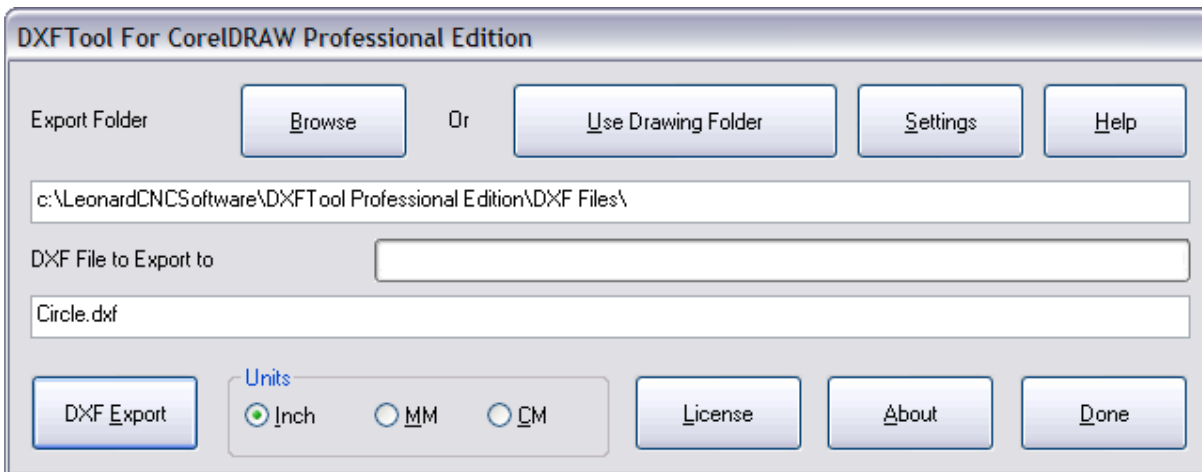 DXFTool For CorelDRAW Professional Edition
Export Folder Browse Or Use Drawing Folder Settings Help
c:\LeonardCNCSoftware\DXFTool Professional Edition\DXF Files\
DXF File to Export to
Circle.dxf
Units
DXF Export Inch MM CM License About Done